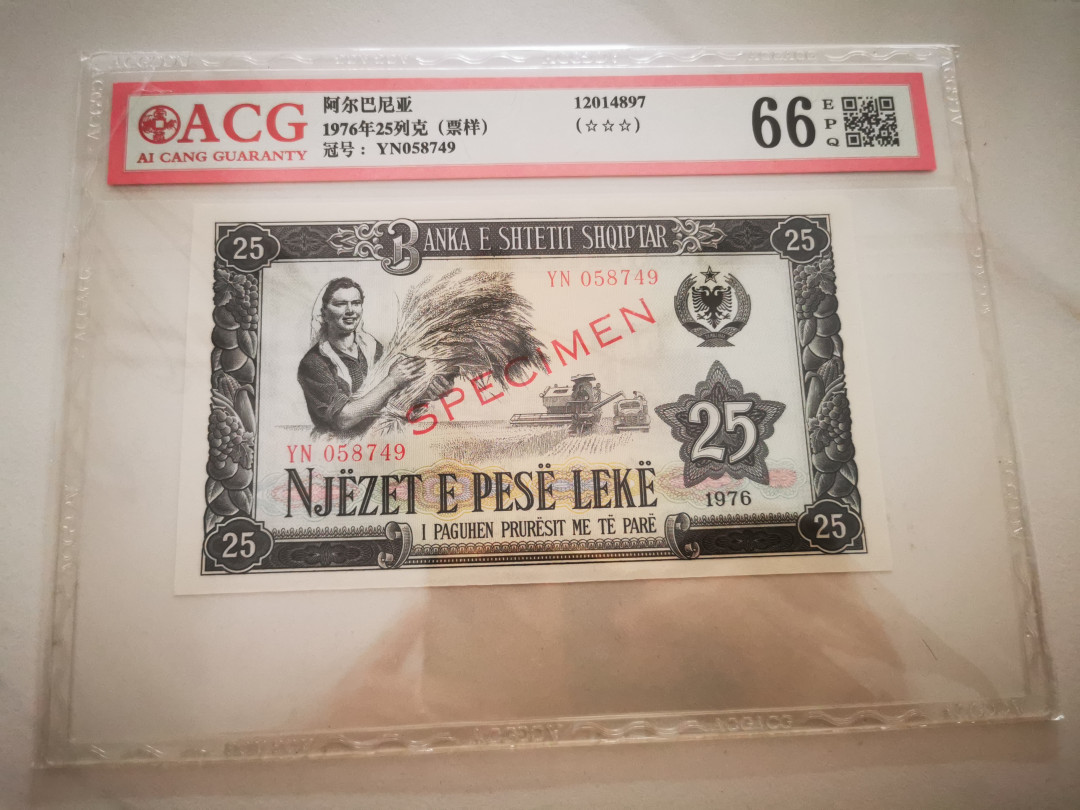 ACG
AI CANG GUARANTY
阿尔巴尼亚
1976年25列克（票样）
冠号：YN058749
12014897
(☆☆☆)
66
EPQ
25
BANKA E SHTETIT SHQIPTAR
25
YN 058749
SPECIMEN
YN 058749
25
NJËZET E PESË LEKË
1976
I PAGUHEN PRURËSIT ME TË PARË
25
25